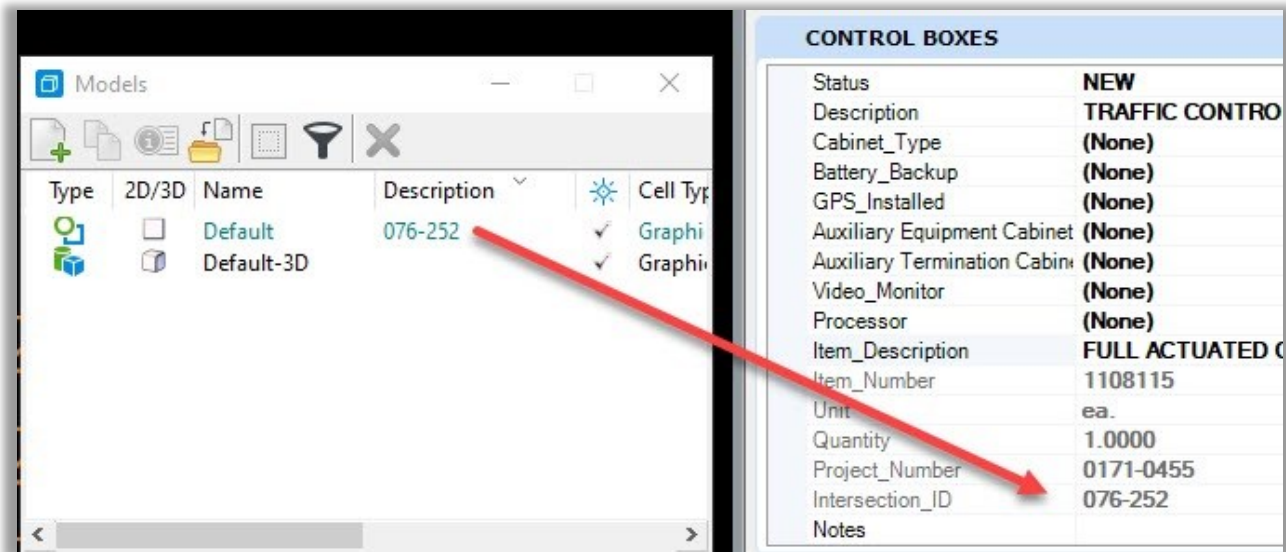 Models
Type 2D/3D Name Description Cell Typ
Default 076-252 Graphi
Default-3D Graphi
CONTROL BOXES
Status NEW
Description TRAFFIC CONTRO
Cabinet_Type (None)
Battery_Backup (None)
GPS_Installed (None)
Auxiliary Equipment Cabinet (None)
Auxiliary Termination Cabin (None)
Video_Monitor (None)
Processor (None)
Item_Description FULL ACTUATED C
Item_Number 1108115
Unit ea.
Quantity 1.0000
Project_Number 0171-0455
Intersection_ID 076-252
Notes